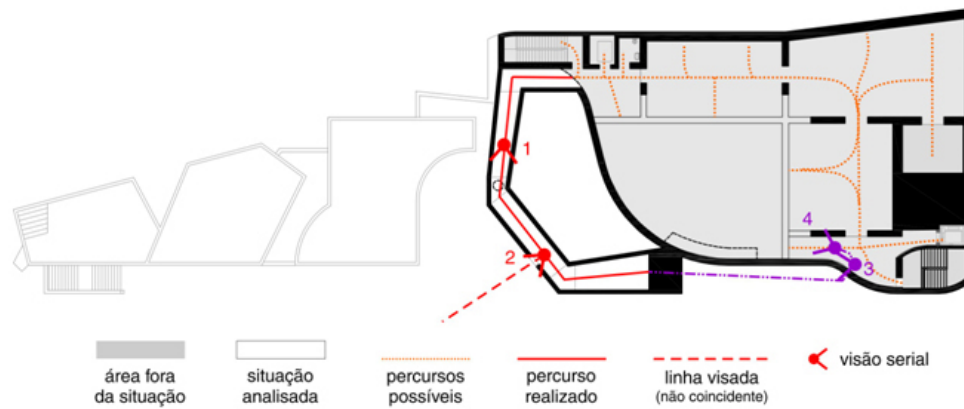 1
2
4
3
área fora
da situação
situação
analisada
percursos
possíveis
percurso
realizado
linha visada
(não coincidente)
visão serial